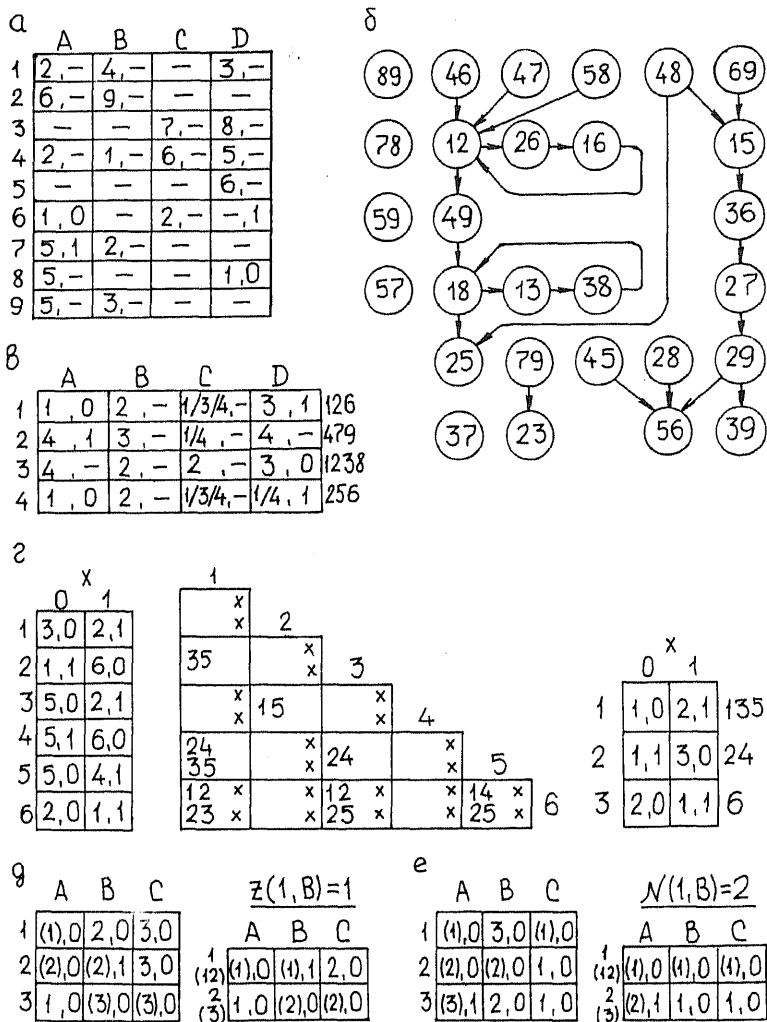 а
A B C D
1 2,– 4,– – 3,–
2 6,– 9,– – –
3 – – 7,– 8,–
4 2,– 1,– 6,– 5,–
5 – – – 6,–
6 1,0 – 2,– –,1
7 5,1 2,– – –
8 5,– – – 1,0
9 5,– 3,– – –
б
89 46 47 58 48 69
78 12 26 16 15
59 49 36
57 18 13 38 27
25 79 45 28 29
37 23 56 39
в
A B C D
1 1,0 2,– 1/3/4,– 3,1 126
2 4,1 3,– 1/4,– 4,– 479
3 4,– 2,– 2,– 3,0 1238
4 1,0 2,– 1/3/4,– 1/4,1 256
г
x
0 1
1 3,0 2,1
2 1,1 6,0
3 5,0 2,1
4 5,1 6,0
5 5,0 4,1
6 2,0 1,1
1
x
x
2
35 x
x
3
x 15 x
x x
4
24 x 24 x
35 x x
5
12 x x 12 x x 14 x
23 x x 25 x x 25 x
6
x
0 1
1 1,0 2,1 135
2 1,1 3,0 24
3 2,0 1,1 6
д
A B C
1 (1),0 2,0 3,0
2 (2),0 (2),1 3,0
3 1,0 (3),0 (3),0
z(1,B)=1
A B C
1 (12) (1),0 (1),1 2,0
2 (3) 1,0 (2),0 (2),0
е
A B C
1 (1),0 3,0 (1),0
2 (2),0 (2),0 1,0
3 (3),1 2,0 1,0
N(1,B)=2
A B C
1 (12) (1),0 (1),0 (1),0
2 (3) (2),1 1,0 1,0